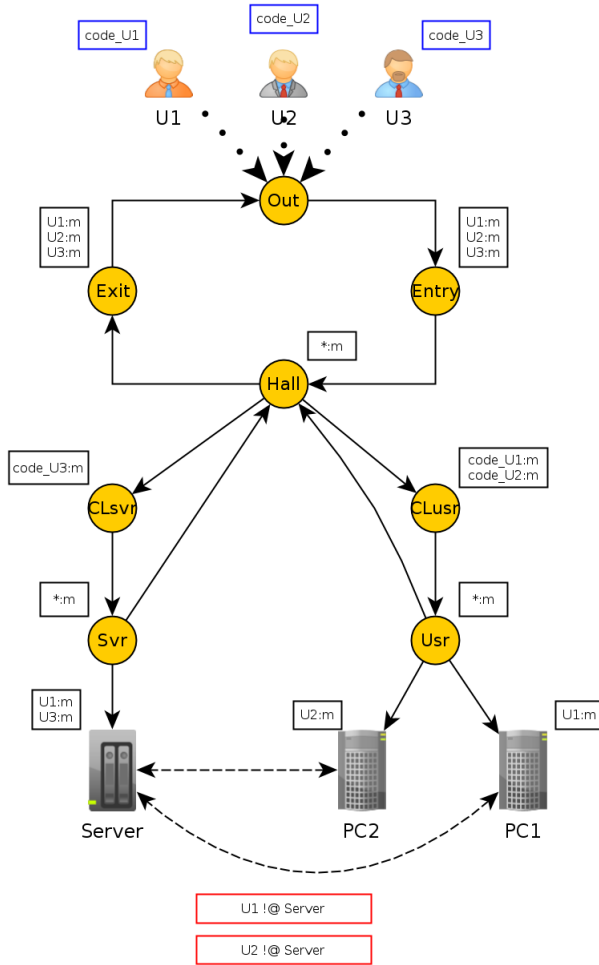 code_U1
code_U2
code_U3
U1
U2
U3
Out
U1:m
U2:m
U3:m
U1:m
U2:m
U3:m
Exit
Entry
*:m
Hall
code_U3:m
code_U1:m
code_U2:m
CLsvr
CLusr
*:m
*:m
Svr
Usr
U1:m
U3:m
U2:m
U1:m
Server
PC2
PC1
U1 !@ Server
U2 !@ Server